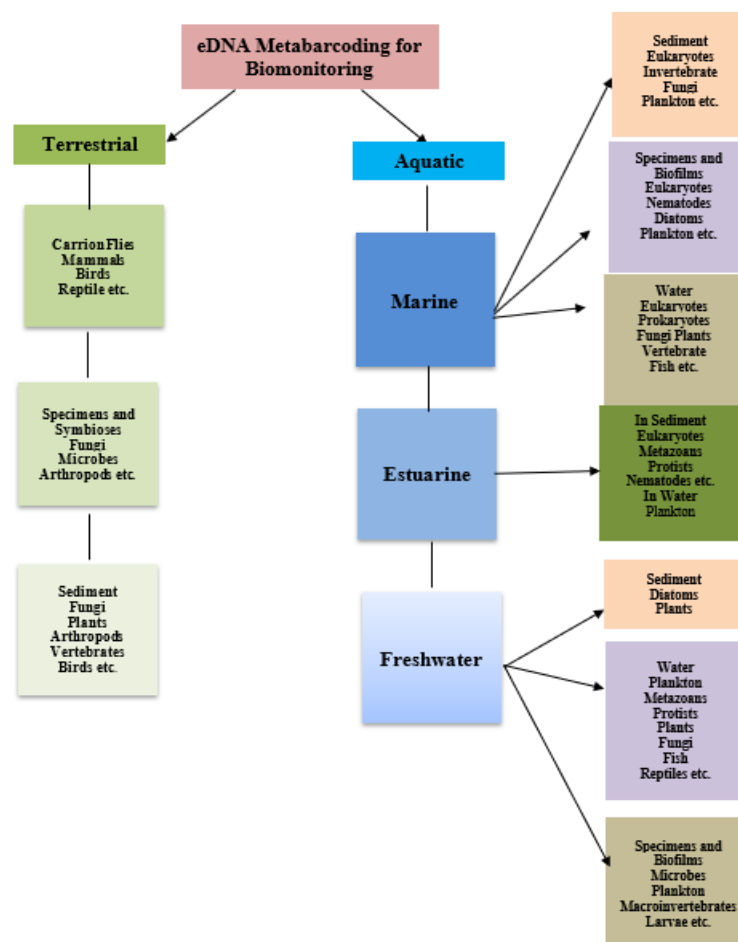 eDNA Metabarcoding for
Biomonitoring
Terrestrial
Carrion Flies
Mammals
Birds
Reptile etc.
Specimens and
Symbioses
Fungi
Microbes
Arthropods etc.
Sediment
Fungi
Plants
Arthropods
Vertebrates
Birds etc.
Aquatic
Marine
Sediment
Eukaryotes
Invertebrate
Fungi
Plankton etc.
Specimens and
Biofilms
Eukaryotes
Nematodes
Diatoms
Plankton etc.
Water
Eukaryotes
Prokaryotes
Fungi Plants
Vertebrate
Fish etc.
Estuarine
In Sediment
Eukaryotes
Metazoans
Protists
Nematodes etc.
In Water
Plankton
Freshwater
Sediment
Diatoms
Plants
Water
Plankton
Metazoans
Protists
Plants
Fungi
Fish
Reptiles etc.
Specimens and
Biofilms
Microbes
Plankton
Macroinvertebrates
Larvae etc.